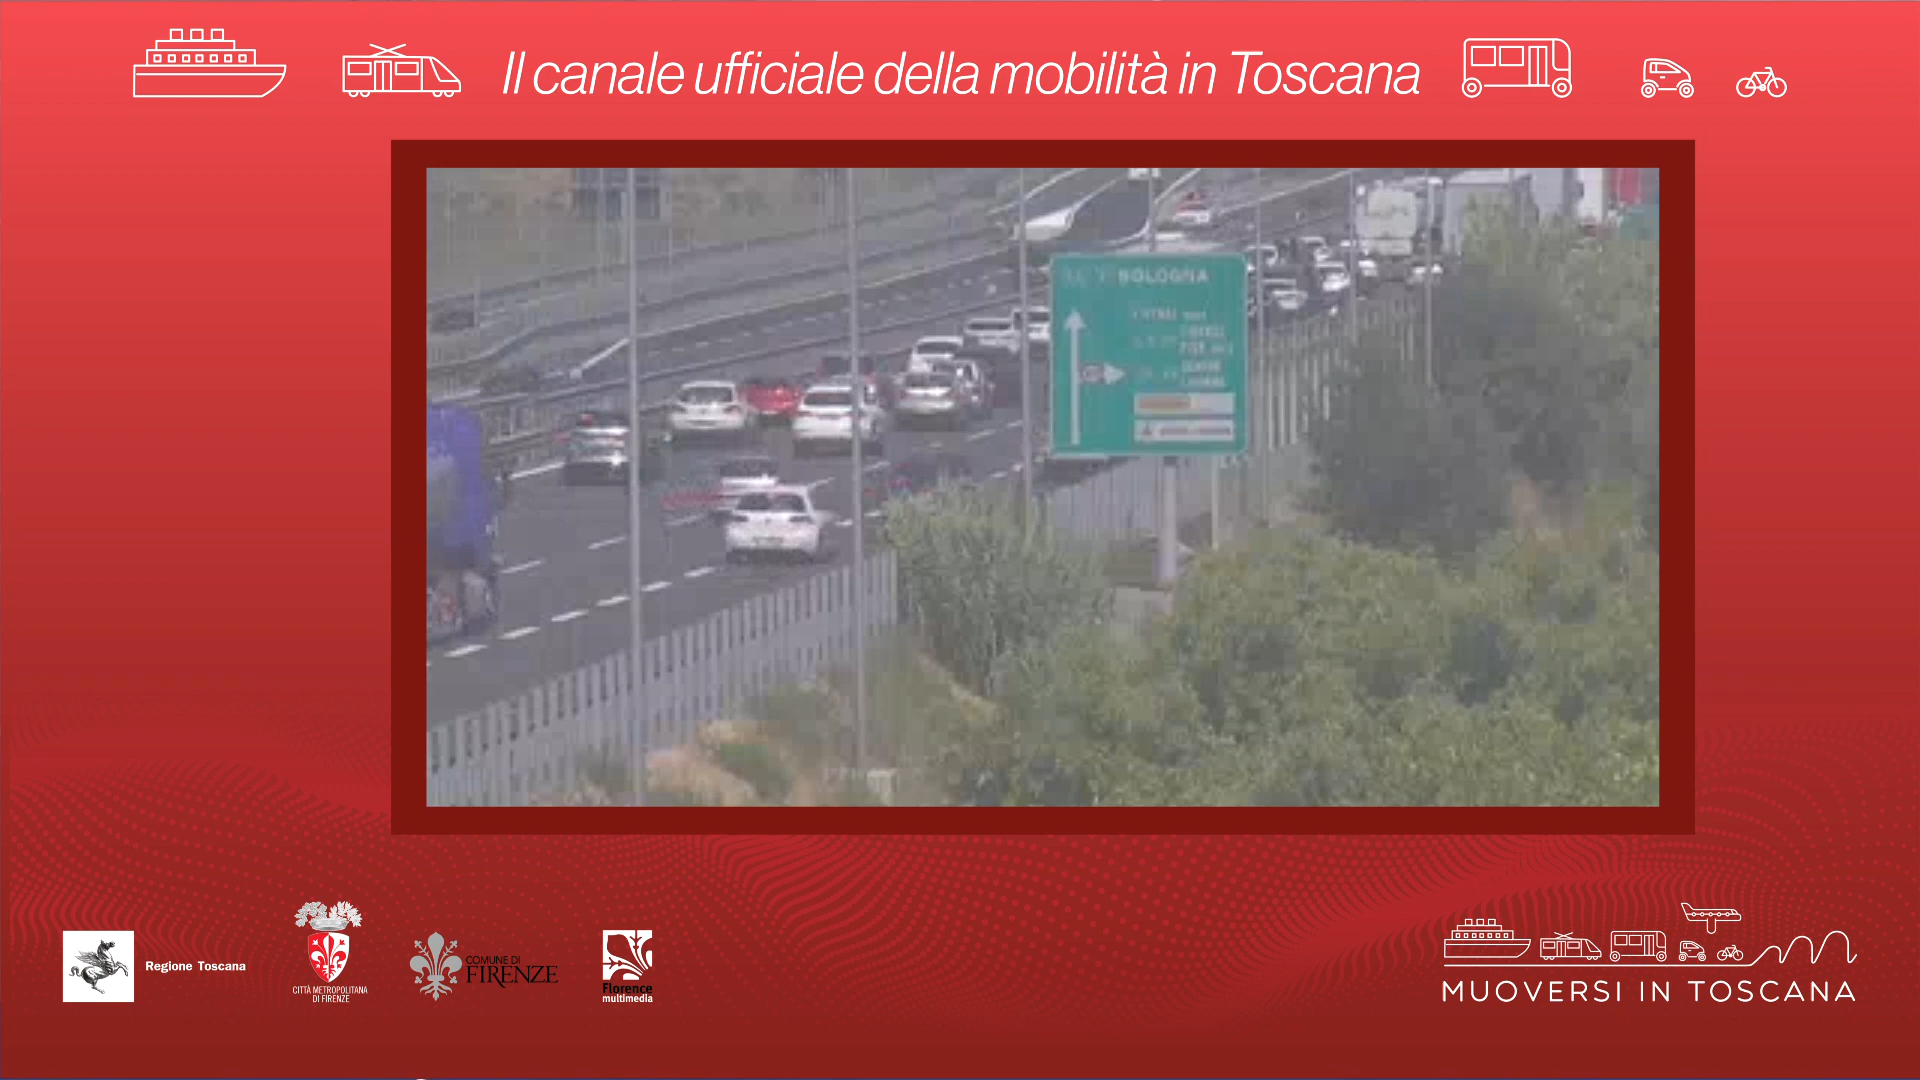 Il canale ufficiale della mobilità in Toscana
BOLOGNA
Regione Toscana
CITTÀ METROPOLITANA
DI FIRENZE
COMUNE DI
FIRENZE
Florence
multimedia
MUOVERSI IN TOSCANA